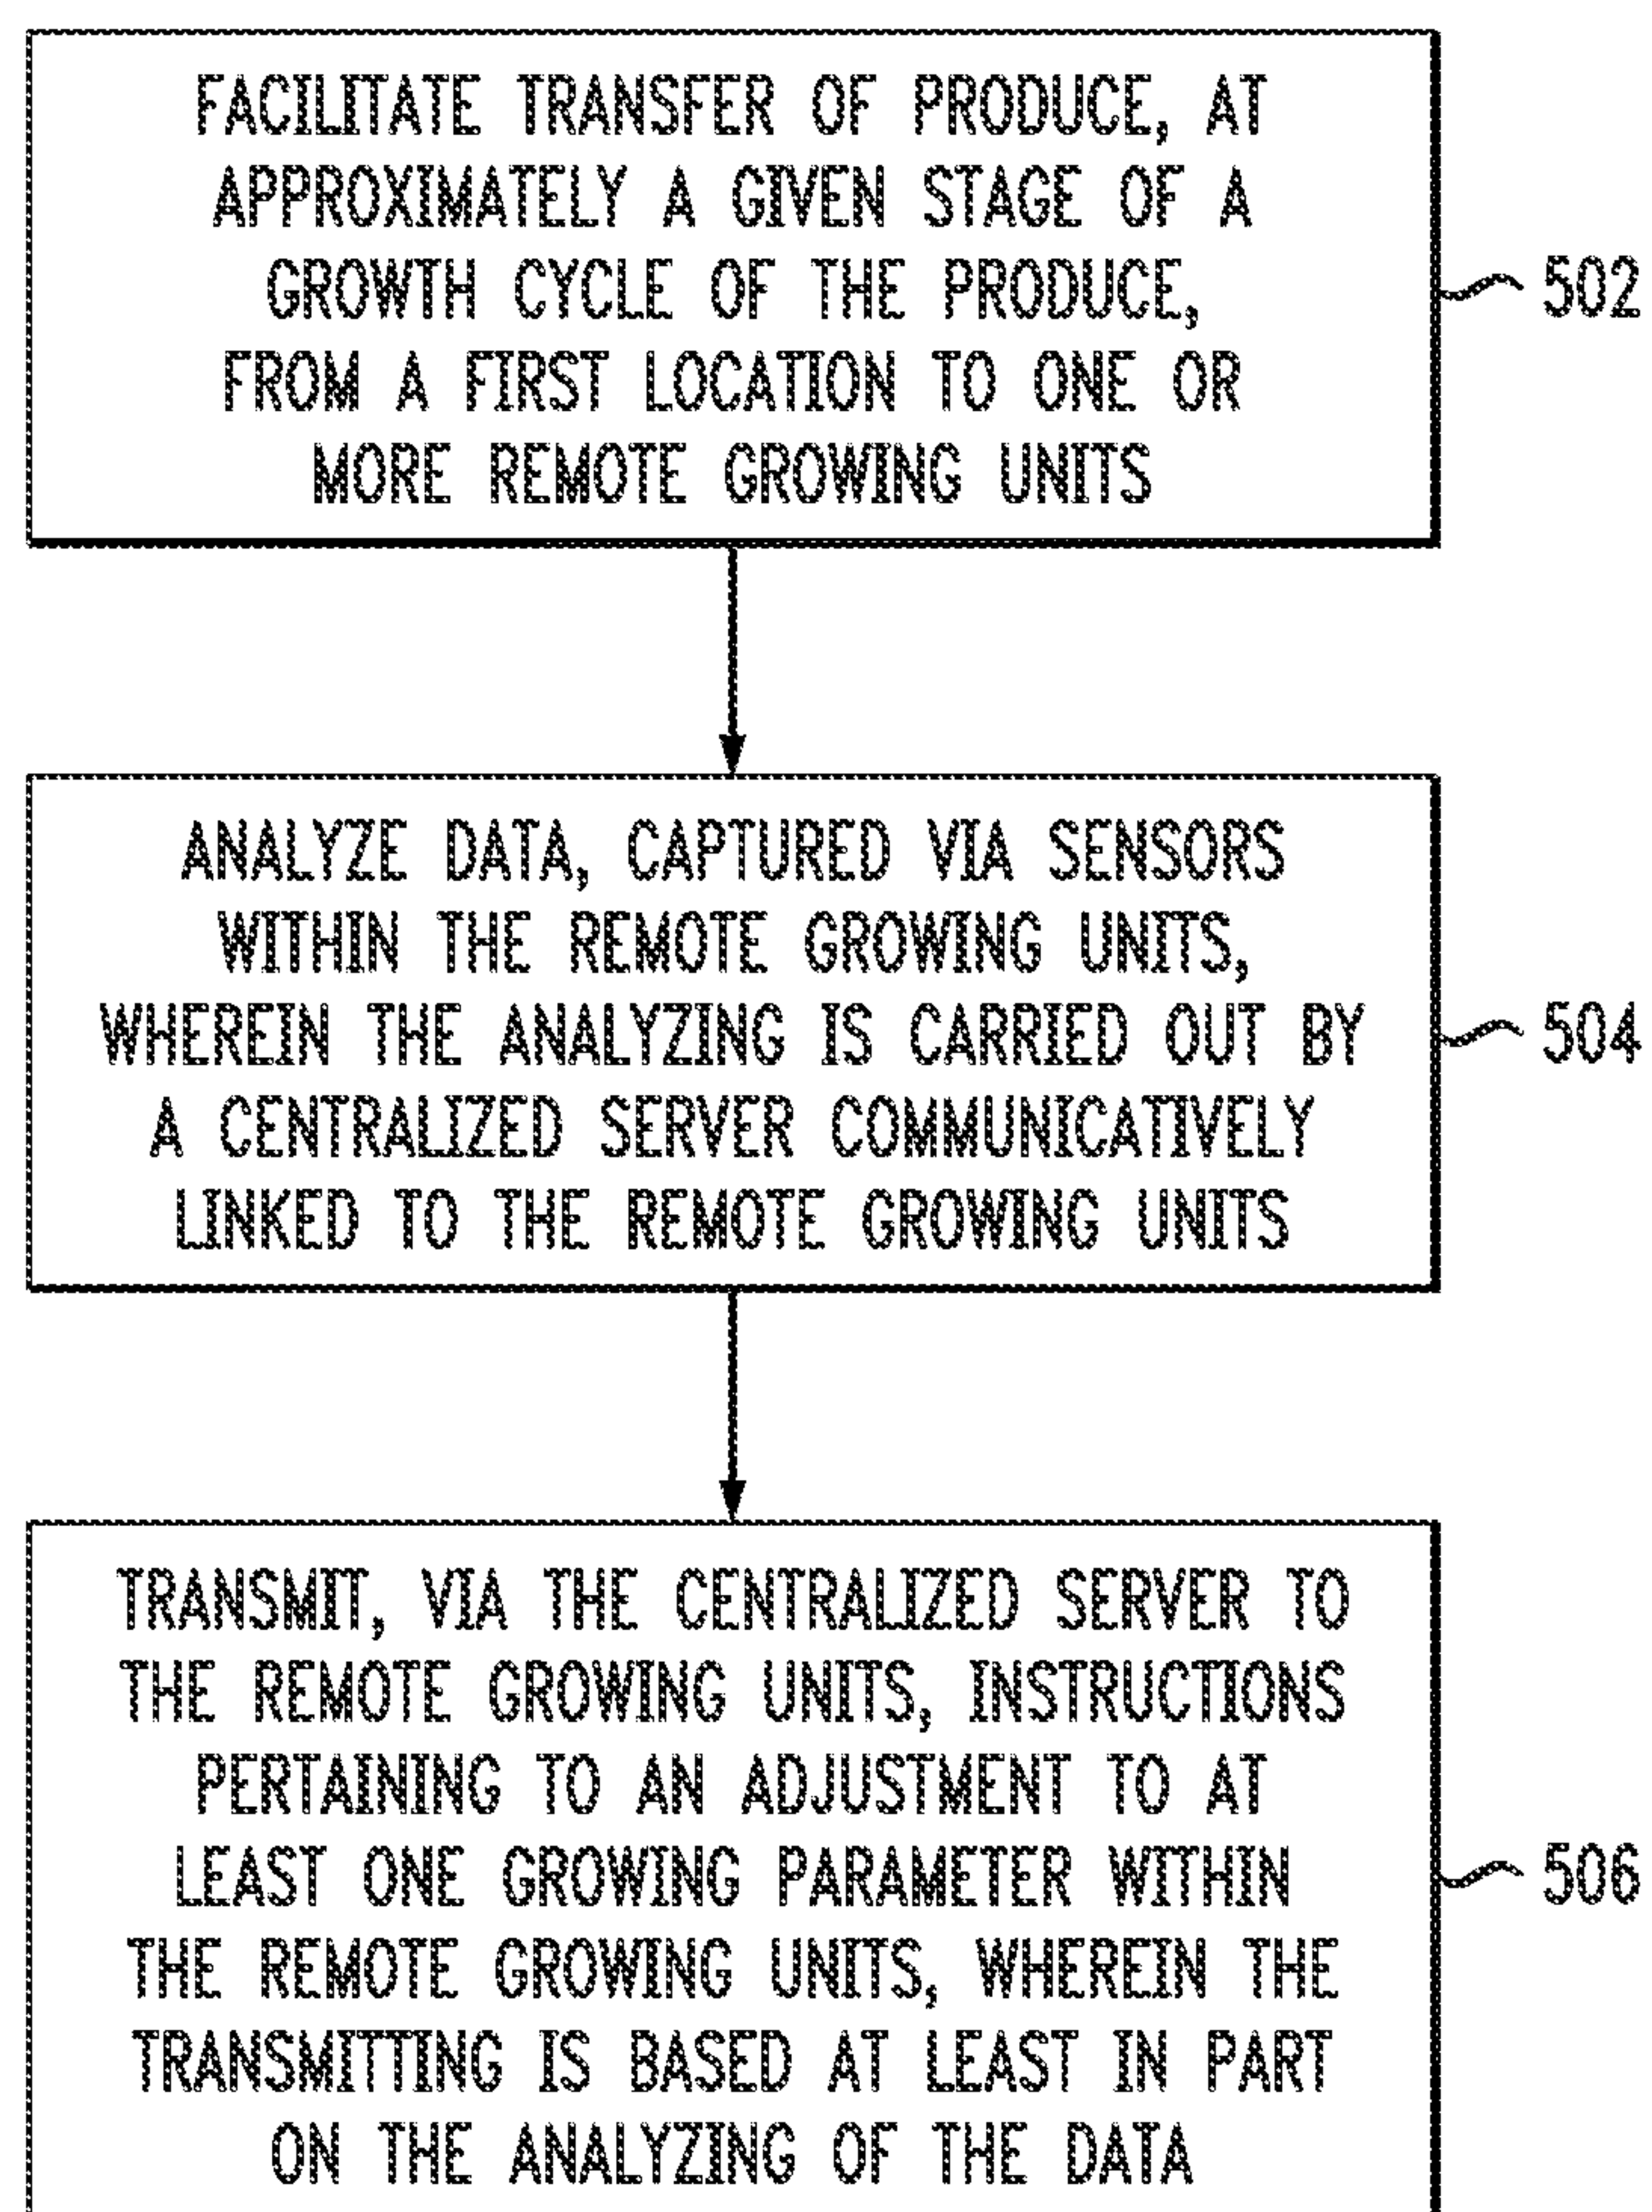 FACILITATE TRANSFER OF PRODUCE, AT
APPROXIMATELY A GIVEN STAGE OF A
GROWTH CYCLE OF THE PRODUCE,
FROM A FIRST LOCATION TO ONE OR
MORE REMOTE GROWING UNITS
502
ANALYZE DATA, CAPTURED VIA SENSORS
WITHIN THE REMOTE GROWING UNITS,
WHEREIN THE ANALYZING IS CARRIED OUT BY
A CENTRALIZED SERVER COMMUNICATIVELY
LINKED TO THE REMOTE GROWING UNITS
504
TRANSMIT, VIA THE CENTRALIZED SERVER TO
THE REMOTE GROWING UNITS, INSTRUCTIONS
PERTAINING TO AN ADJUSTMENT TO AT
LEAST ONE GROWING PARAMETER WITHIN
THE REMOTE GROWING UNITS, WHEREIN THE
TRANSMITTING IS BASED AT LEAST IN PART
ON THE ANALYZING OF THE DATA
506